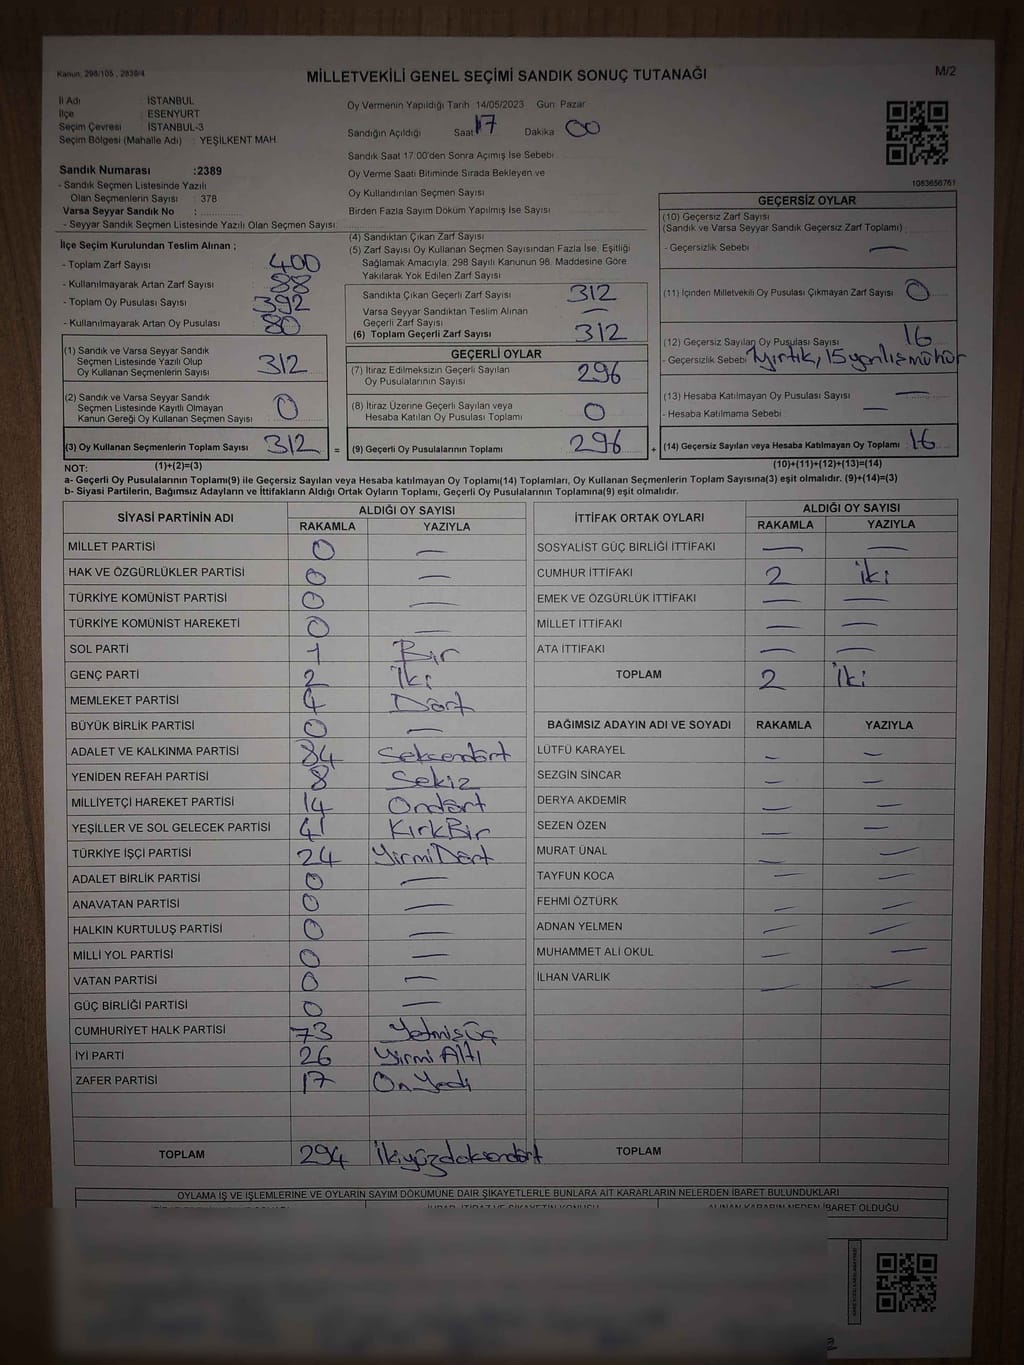 Kanun, 298/105 , 2839/4
MİLLETVEKİLİ GENEL SEÇİMİ SANDIK SONUÇ TUTANAĞI
M/2
İl Adı : İSTANBUL
İlçe : ESENYURT
Seçim Çevresi : İSTANBUL-3
Seçim Bölgesi (Mahalle Adı) : YEŞİLKENT MAH.
Sandık Numarası :2389
- Sandık Seçmen Listesinde Yazılı
Olan Seçmenlerin Sayısı : 378
Varsa Seyyar Sandık No :
- Seyyar Sandık Seçmen Listesinde Yazılı Olan Seçmen Sayısı:
Oy Vermenin Yapıldığı Tarih :14/05/2023 Gün: Pazar
Sandığın Açıldığı Saat 17 Dakika 00
Sandık Saat 17:00'den Sonra Açımış İse Sebebi
Oy Verme Saati Bitiminde Sırada Bekleyen ve
Oy Kullandırılan Seçmen Sayısı
Birden Fazla Sayım Döküm Yapılmış İse Sayısı
1083656761
İlçe Seçim Kurulundan Teslim Alınan ;
- Toplam Zarf Sayısı 400
- Kullanılmayarak Artan Zarf Sayısı 88
- Toplam Oy Pusulası Sayısı 392
- Kullanılmayarak Artan Oy Pusulası 80
(1) Sandık ve Varsa Seyyar Sandık
Seçmen Listesinde Yazılı Olup
Oy Kullanan Seçmenlerin Sayısı 312
(2) Sandık ve Varsa Seyyar Sandık
Seçmen Listesinde Kayıtlı Olmayan
Kanun Gereği Oy Kullanan Seçmen Sayısı 0
(3) Oy Kullanan Seçmenlerin Toplam Sayısı 312 =
(1)+(2)=(3)
(4) Sandıktan Çıkan Zarf Sayısı
(5) Zarf Sayısı Oy Kullanan Seçmen Sayısından Fazla İse, Eşitliği
Sağlamak Amacıyla; 298 Sayılı Kanunun 98. Maddesine Göre
Yakılarak Yok Edilen Zarf Sayısı
Sandıkta Çıkan Geçerli Zarf Sayısı 312
Varsa Seyyar Sandıktan Teslim Alınan
Geçerli Zarf Sayısı —
(6) Toplam Geçerli Zarf Sayısı 312
GEÇERLİ OYLAR
(7) İtiraz Edilmeksizin Geçerli Sayılan
Oy Pusulalarının Sayısı 296
(8) İtiraz Üzerine Geçerli Sayılan veya
Hesaba Katılan Oy Pusulası Toplamı 0
(9) Geçerli Oy Pusulalarının Toplamı 296 +
GEÇERSİZ OYLAR
(10) Geçersiz Zarf Sayısı
(Sandık ve Varsa Seyyar Sandık Geçersiz Zarf Toplamı) :
- Geçersizlik Sebebi —
(11) İçinden Milletvekili Oy Pusulası Çıkmayan Zarf Sayısı 0
(12) Geçersiz Sayılan Oy Pusulası Sayısı 16
- Geçersizlik Sebebi 1 yırtık, 15 yanlış mühür
(13) Hesaba Katılmayan Oy Pusulası Sayısı —
- Hesaba Katılmama Sebebi —
(14) Geçersiz Sayılan veya Hesaba Katılmayan Oy Toplamı : 16
(10)+(11)+(12)+(13)=(14)
NOT:
a- Geçerli Oy Pusulalarının Toplamı(9) ile Geçersiz Sayılan veya Hesaba katılmayan Oy Toplamı(14) Toplamları, Oy Kullanan Seçmenlerin Toplam Sayısına(3) eşit olmalıdır. (9)+(14)=(3)
b- Siyasi Partilerin, Bağımsız Adayların ve İttifakların Aldığı Ortak Oyların Toplamı, Geçerli Oy Pusulalarının Toplamına(9) eşit olmalıdır.
SİYASİ PARTİNİN ADI
ALDIĞI OY SAYISI
RAKAMLA YAZIYLA
MİLLET PARTİSİ 0 —
HAK VE ÖZGÜRLÜKLER PARTİSİ 0 —
TÜRKİYE KOMÜNİST PARTİSİ 0 —
TÜRKİYE KOMÜNİST HAREKETİ 0 —
SOL PARTİ 1 Bir
GENÇ PARTİ 2 İki
MEMLEKET PARTİSİ 4 Dört
BÜYÜK BİRLİK PARTİSİ 0 —
ADALET VE KALKINMA PARTİSİ 84 Seksendört
YENİDEN REFAH PARTİSİ 8 Sekiz
MİLLİYETÇİ HAREKET PARTİSİ 14 Ondört
YEŞİLLER VE SOL GELECEK PARTİSİ 41 KırkBir
TÜRKİYE İŞÇİ PARTİSİ 24 YirmiDört
ADALET BİRLİK PARTİSİ 0 —
ANAVATAN PARTİSİ 0 —
HALKIN KURTULUŞ PARTİSİ 0 —
MİLLİ YOL PARTİSİ 0 —
VATAN PARTİSİ 0 —
GÜÇ BİRLİĞİ PARTİSİ 0 —
CUMHURİYET HALK PARTİSİ 73 Yetmişüç
İYİ PARTİ 26 Yirmi Altı
ZAFER PARTİSİ 17 OnYedi
TOPLAM 294 İkiyüzdoksandört
İTTİFAK ORTAK OYLARI
ALDIĞI OY SAYISI
RAKAMLA YAZIYLA
SOSYALİST GÜÇ BİRLİĞİ İTTİFAKI — —
CUMHUR İTTİFAKI 2 iki
EMEK VE ÖZGÜRLÜK İTTİFAKI — —
MİLLET İTTİFAKI — —
ATA İTTİFAKI — —
TOPLAM 2 iki
BAĞIMSIZ ADAYIN ADI VE SOYADI RAKAMLA YAZIYLA
LÜTFÜ KARAYEL — —
SEZGİN SİNCAR — —
DERYA AKDEMİR — —
SEZEN ÖZEN — —
MURAT ÜNAL — —
TAYFUN KOCA — —
FEHMİ ÖZTÜRK — —
ADNAN YELMEN — —
MUHAMMET ALİ OKUL — —
İLHAN VARLIK — —
TOPLAM
OYLAMA İŞ VE İŞLEMLERİNE VE OYLARIN SAYIM DÖKÜMÜNE DAİR ŞİKAYETLERLE BUNLARA AİT KARARLARIN NELERDEN İBARET BULUNDUKLARI
ALINAN KARARIN NEDEN İBARET OLDUĞU